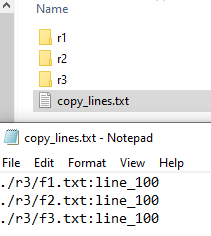 Name
r1
r2
r3
copy_lines.txt
copy_lines.txt - Notepad
File Edit Format View Help
./r3/f1.txt:line_100
./r3/f2.txt:line_100
./r3/f3.txt:line_100